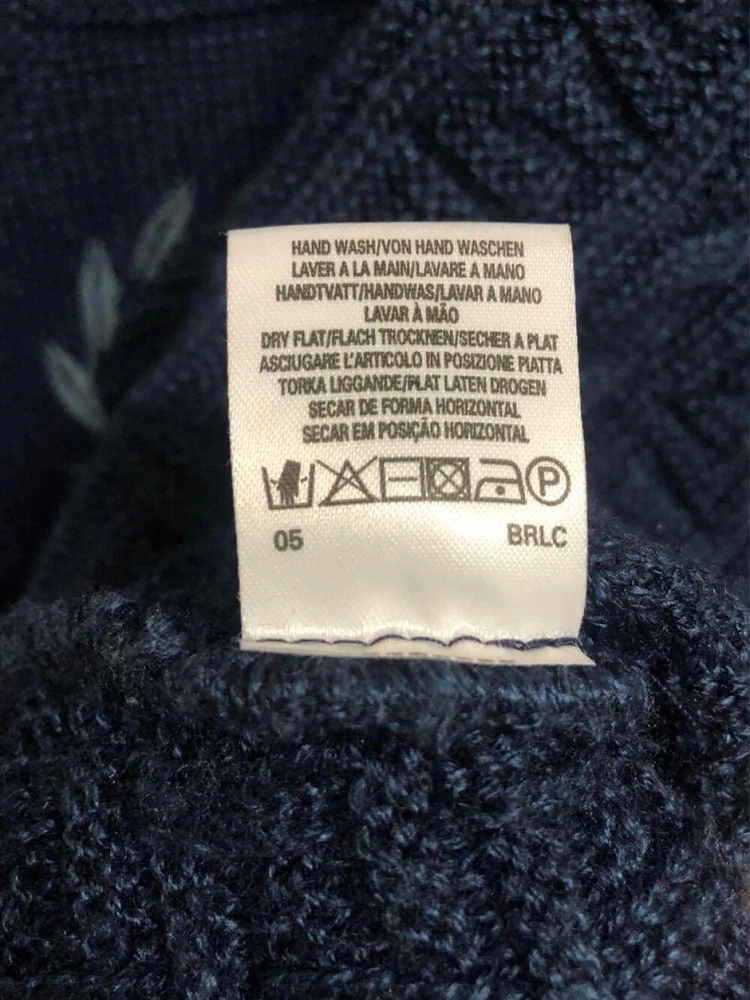 HAND WASH/VON HAND WASCHEN
LAVER A LA MAIN/LAVARE A MANO
HANDTVATT/HANDWAS/LAVAR A MANO
LAVAR À MÃO
DRY FLAT/FLACH TROCKNEN/SECHER A PLAT
ASCIUGARE L'ARTICOLO IN POSIZIONE PIATTA
TORKA LIGGANDE/PLAT LATEN DROGEN
SECAR DE FORMA HORIZONTAL
SECAR EM POSIÇÃO HORIZONTAL
P
05 BRLC